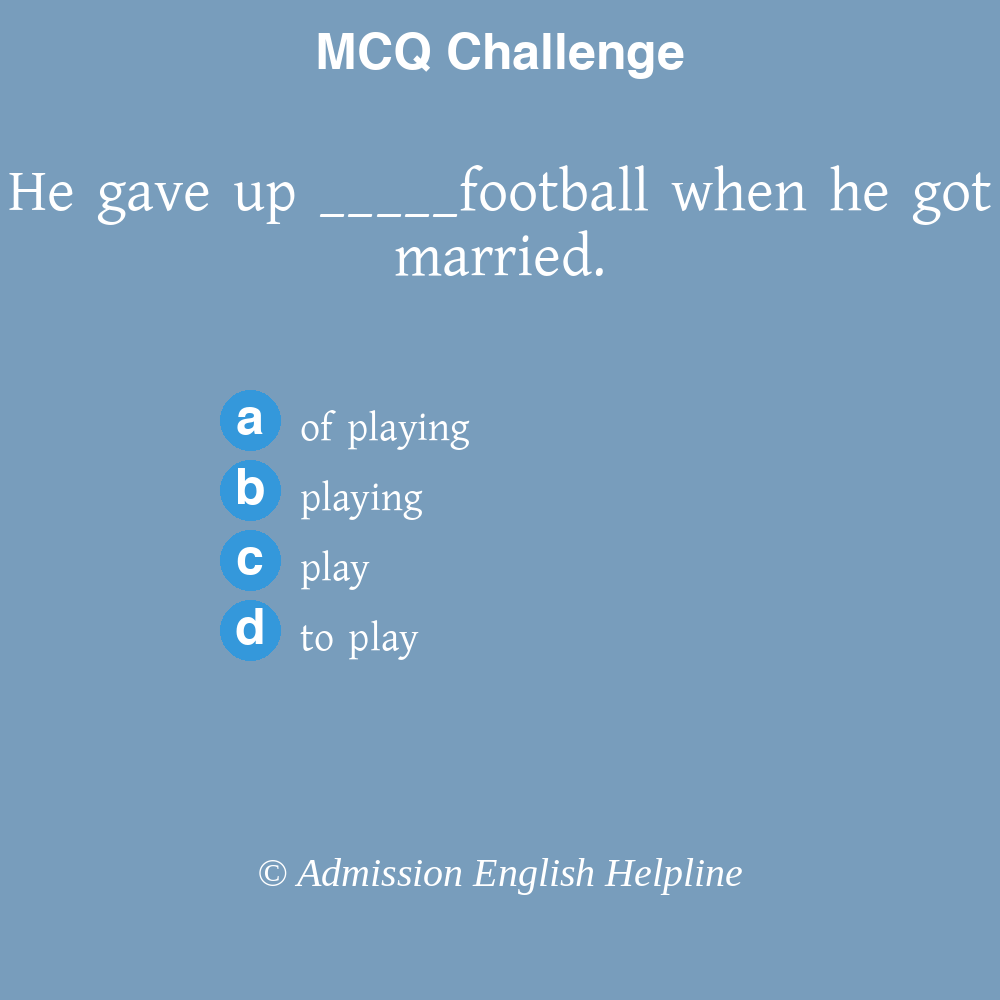 MCQ Challenge
He gave up _____football when he got
married.
a of playing
b playing
c play
d to play
© Admission English Helpline